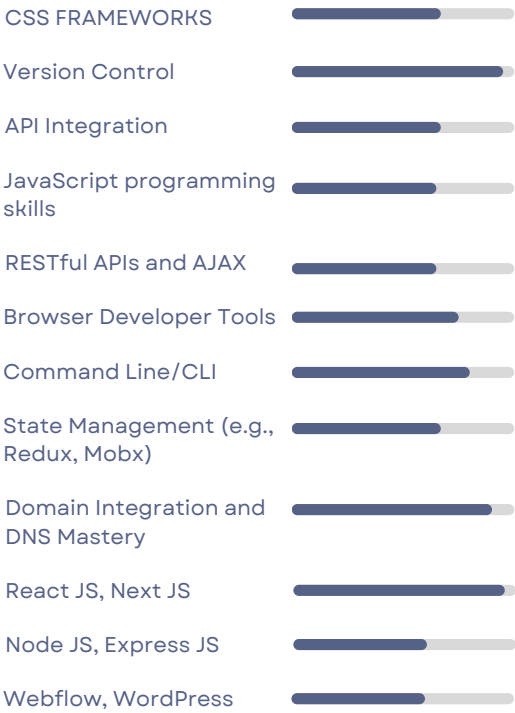 CSS FRAMEWORKS
Version Control
API Integration
JavaScript programming
skills
RESTful APIs and AJAX
Browser Developer Tools
Command Line/CLI
State Management (e.g.,
Redux, Mobx)
Domain Integration and
DNS Mastery
React JS, Next JS
Node JS, Express JS
Webflow, WordPress